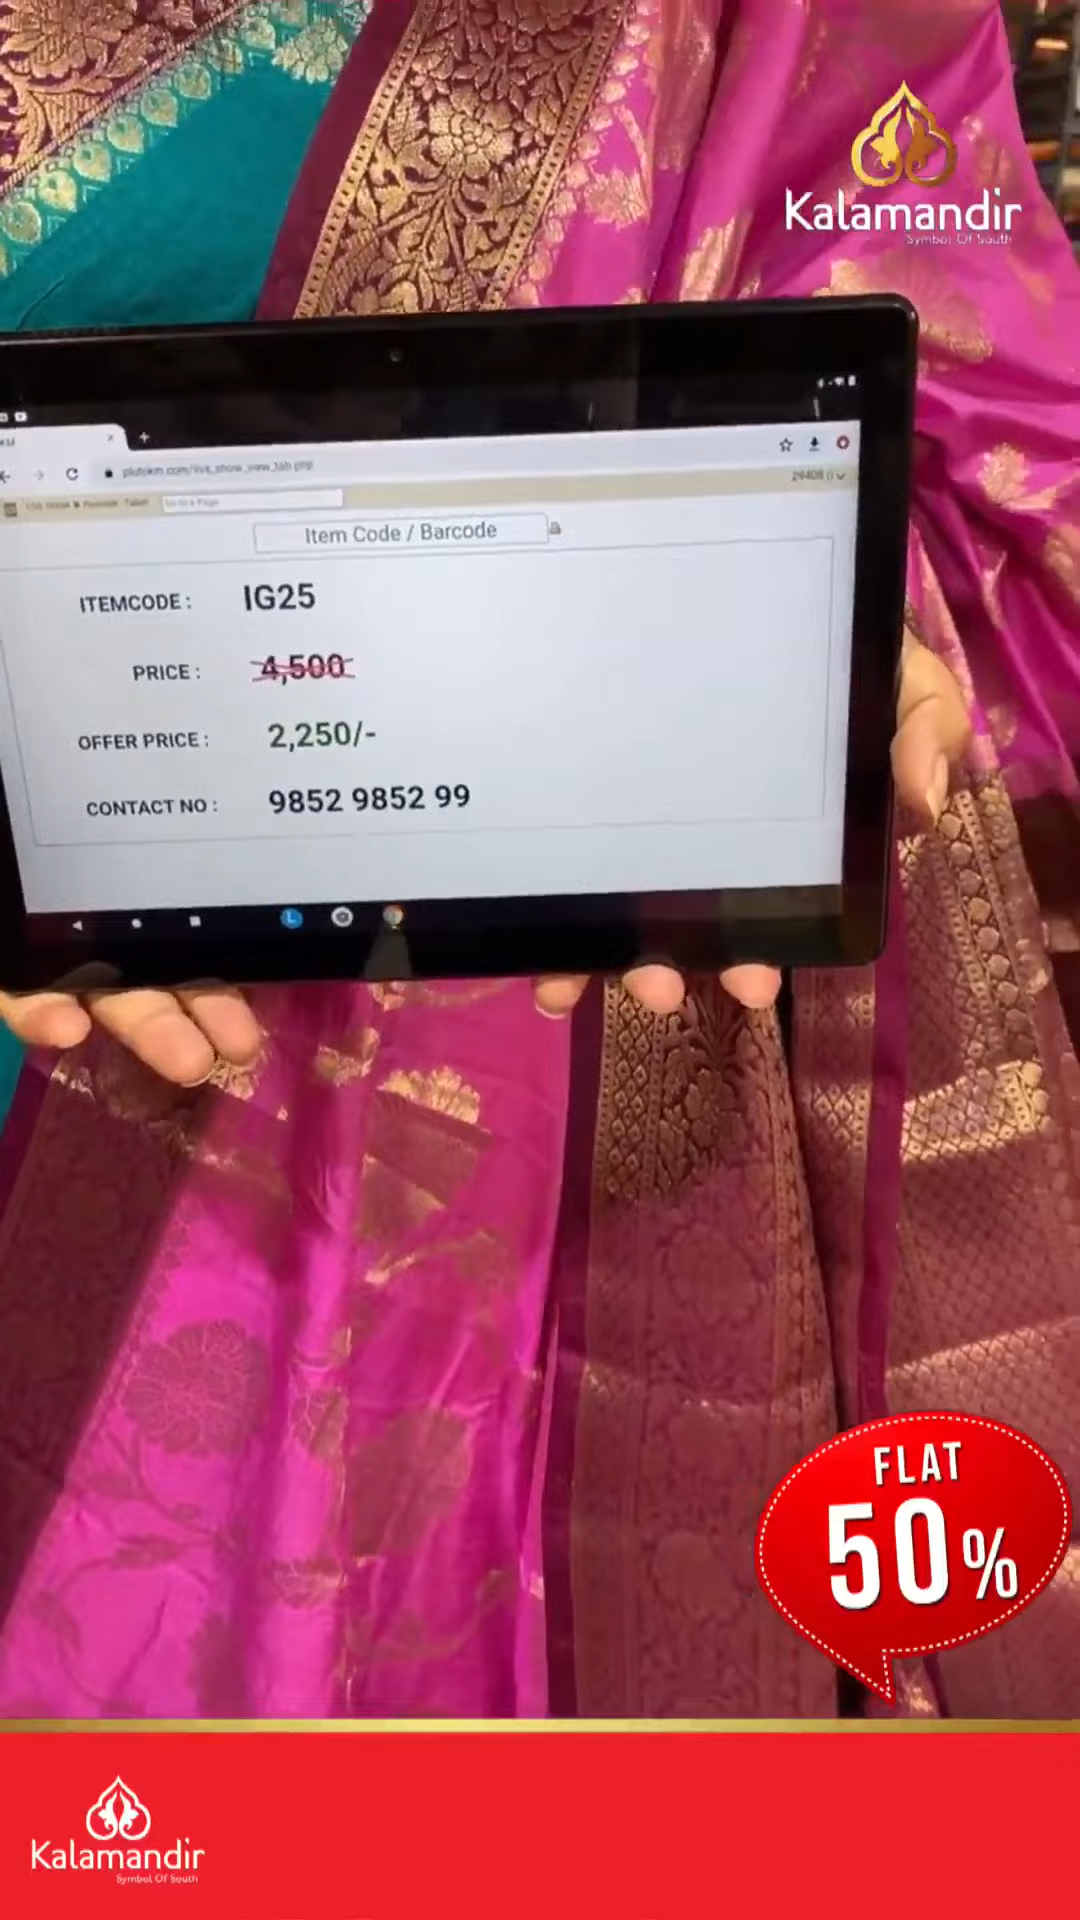 Kalamandir
Symbol Of South
Item Code / Barcode
ITEMCODE : IG25
PRICE : 4,500
OFFER PRICE : 2,250/-
CONTACT NO : 9852 9852 99
FLAT
50%
Kalamandir
Symbol Of South